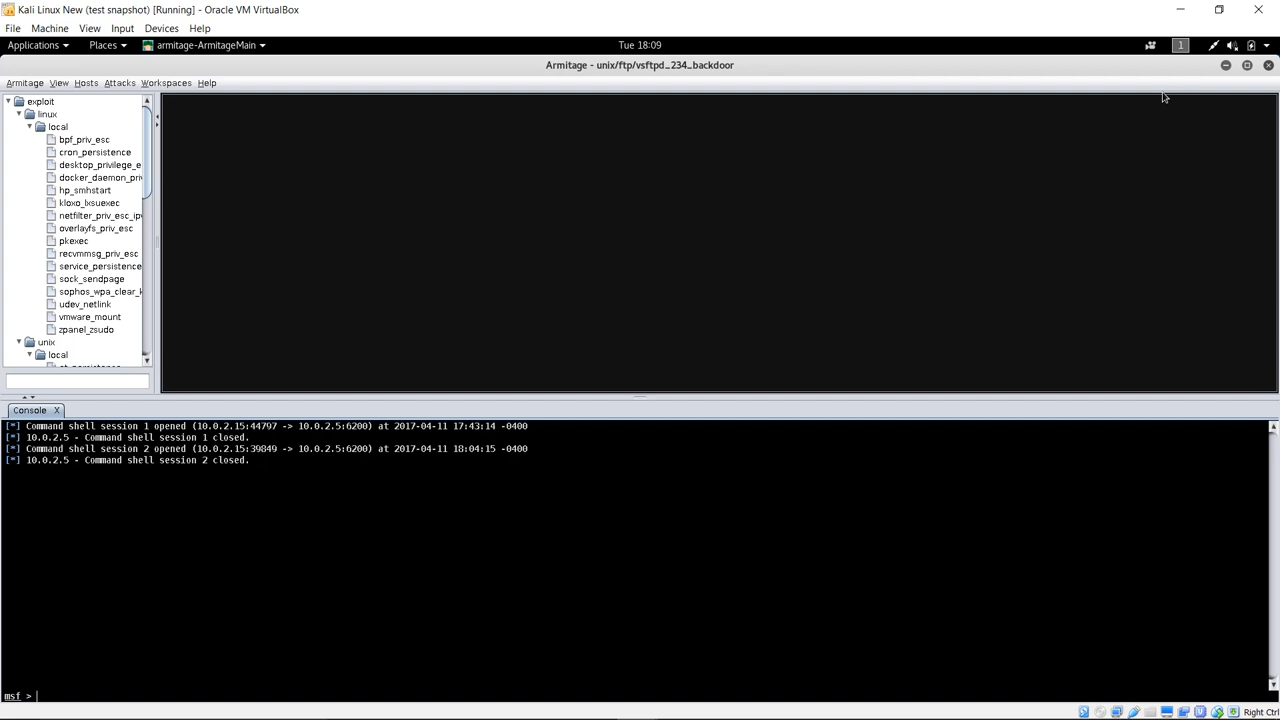 Kali Linux New (test snapshot) [Running] - Oracle VM VirtualBox
File Machine View Input Devices Help
Applications Places armitage-ArmitageMain Tue 18:09 1
Armitage - unix/ftp/vsftpd_234_backdoor
Armitage View Hosts Attacks Workspaces Help
exploit
linux
local
bpf_priv_esc
cron_persistence
desktop_privilege_e
docker_daemon_pri
hp_smhstart
kloxo_lxsuexec
netfilter_priv_esc_ip
overlayfs_priv_esc
pkexec
recvmmsg_priv_esc
service_persistence
sock_sendpage
sophos_wpa_clear_k
udev_netlink
vmware_mount
zpanel_zsudo
unix
local
Console X
[*] Command shell session 1 opened (10.0.2.15:44797 -> 10.0.2.5:6200) at 2017-04-11 17:43:14 -0400
[*] 10.0.2.5 - Command shell session 1 closed.
[*] Command shell session 2 opened (10.0.2.15:39849 -> 10.0.2.5:6200) at 2017-04-11 18:04:15 -0400
[*] 10.0.2.5 - Command shell session 2 closed.
msf >
Right Ctrl